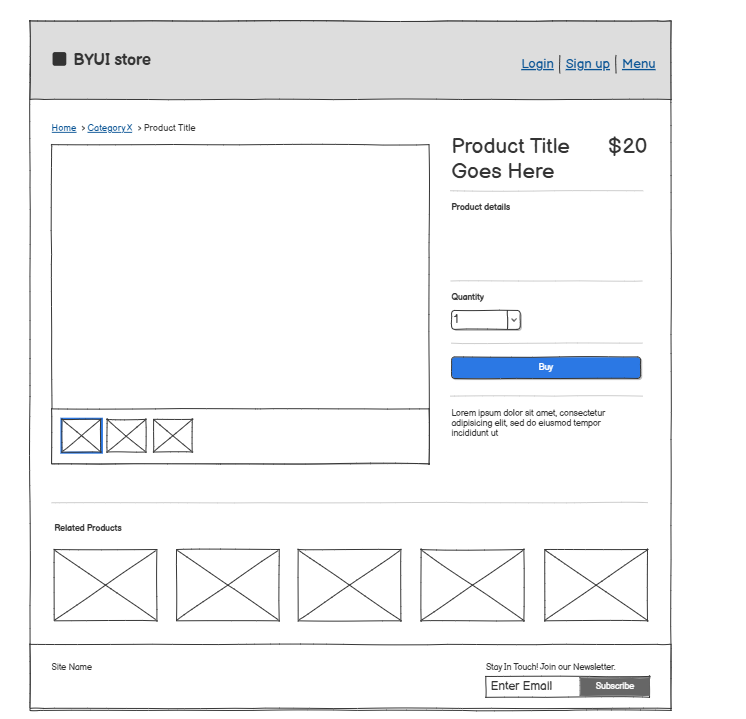 BYUI store
Login | Sign up | Menu
Home > Category X > Product Title
Product Title $20
Goes Here
Product details
Quantity
1
Buy
Lorem ipsum dolor sit amet, consectetur
adipisicing elit, sed do eiusmod tempor
incididunt ut
Related Products
Site Name
Stay In Touch! Join our Newsletter.
Enter Email
Subscribe